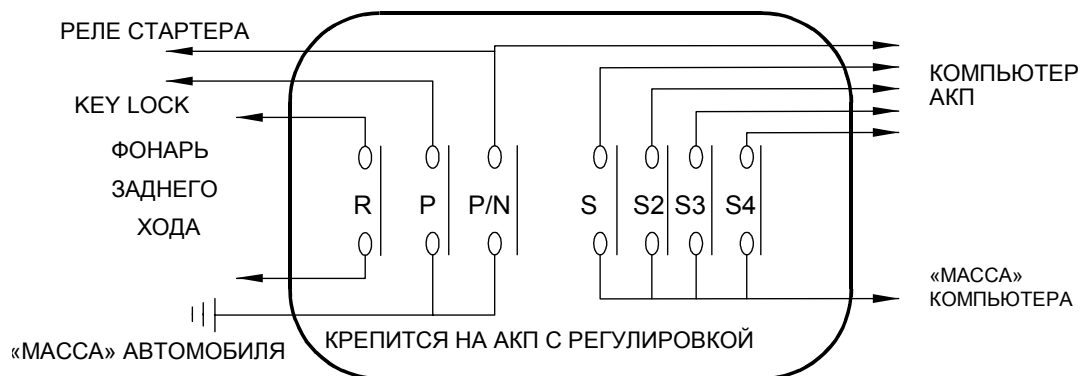 РЕЛЕ СТАРТЕРА
KEY LOCK
ФОНАРЬ
ЗАДНЕГО
ХОДА
КОМПЬЮТЕР
АКП
R P P/N S S2 S3 S4
«МАССА»
КОМПЬЮТЕРА
«МАССА» АВТОМОБИЛЯ
КРЕПИТСЯ НА АКП С РЕГУЛИРОВКОЙ